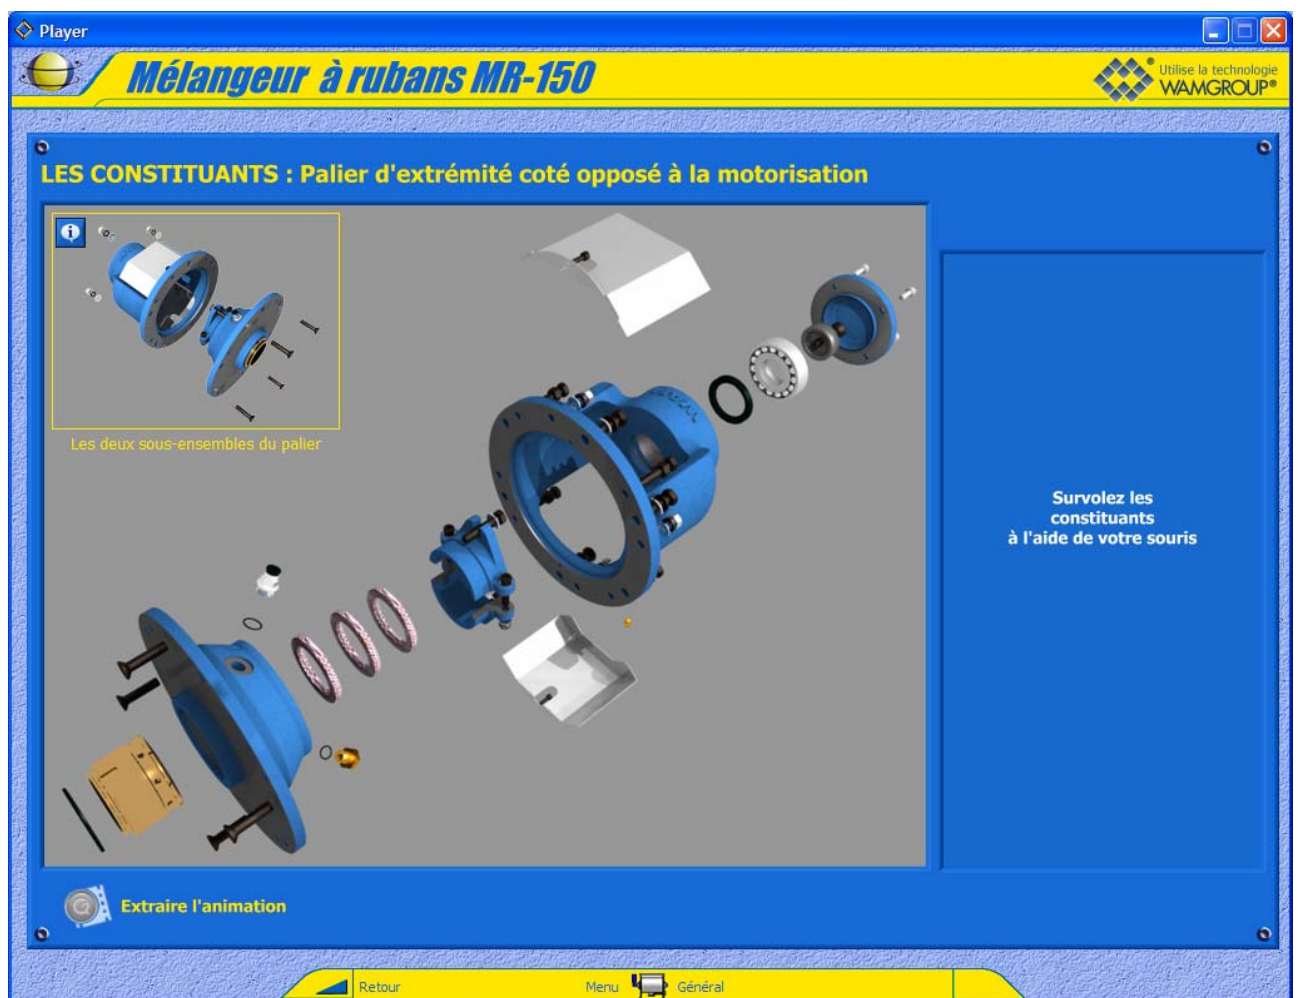 Player
Mélangeur à rubans MR-150
Utilise la technologie
WAMGROUP®
LES CONSTITUANTS : Palier d'extrémité coté opposé à la motorisation
Les deux sous-ensembles du palier
Survolez les
constituants
à l'aide de votre souris
Extraire l'animation
Retour
Menu
Général